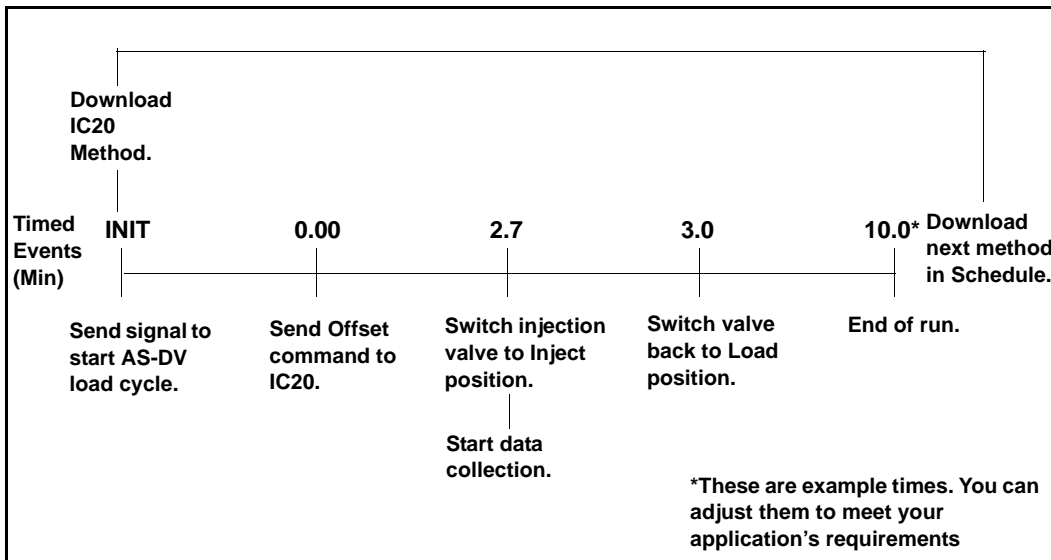 Download
IC20
Method.
Timed
Events
(Min)
INIT
0.00
2.7
3.0
10.0*
Download
next method
in Schedule.
Send signal to
start AS-DV
load cycle.
Send Offset
command to
IC20.
Switch injection
valve to Inject
position.
Start data
collection.
Switch valve
back to Load
position.
End of run.
*These are example times. You can
adjust them to meet your
application’s requirements